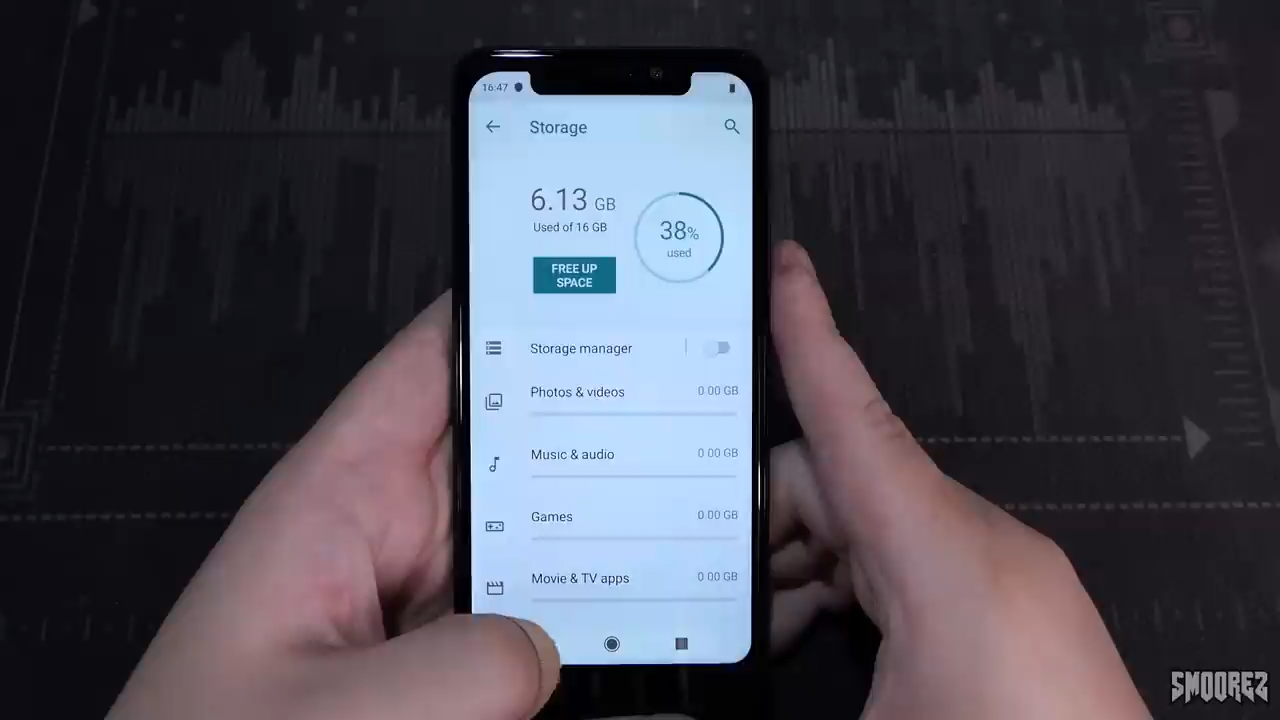 16:47
Storage
6.13 GB
Used of 16 GB
38%
used
FREE UP
SPACE
Storage manager
Photos & videos 0.00 GB
Music & audio 0.00 GB
Games 0.00 GB
Movie & TV apps 0.00 GB
SMOOREZ